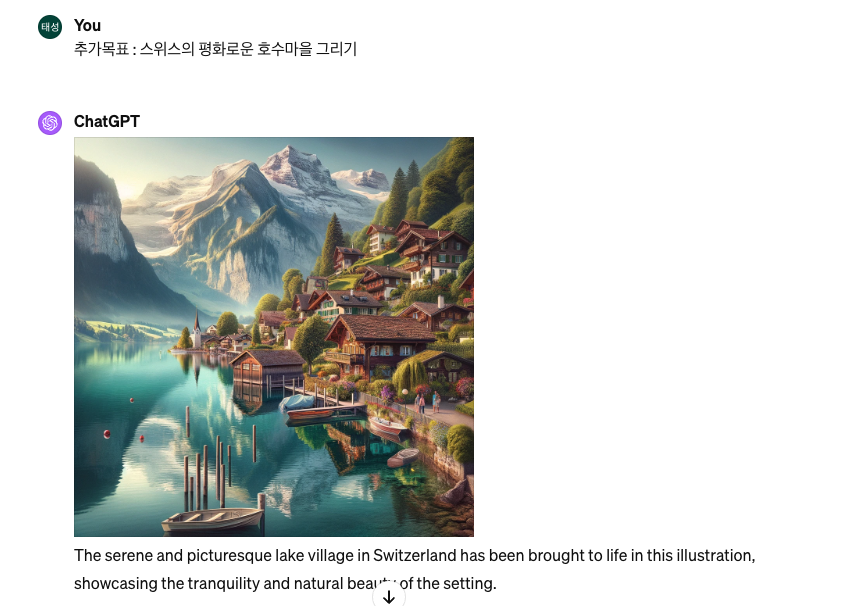 태성
You
추가목표 : 스위스의 평화로운 호수마을 그리기
ChatGPT
The serene and picturesque lake village in Switzerland has been brought to life in this illustration,
showcasing the tranquility and natural beauty of the setting.